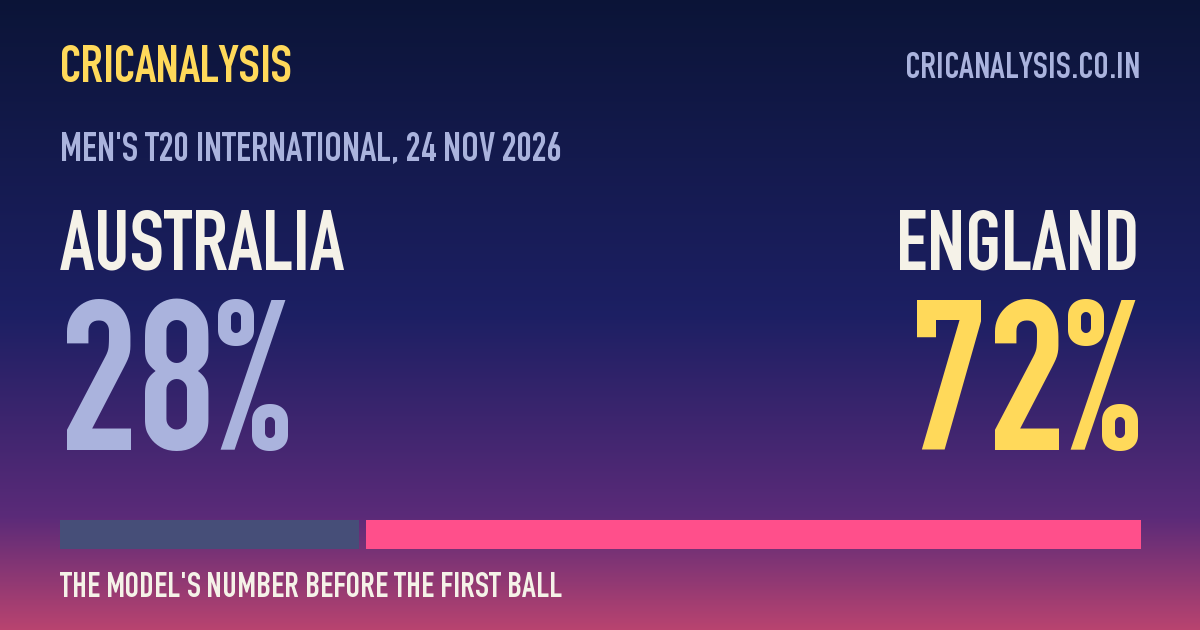 CRICANALYSIS
CRICANALYSIS.CO.IN
MEN'S T20 INTERNATIONAL, 24 NOV 2026
AUSTRALIA
ENGLAND
28%
72%
THE MODEL'S NUMBER BEFORE THE FIRST BALL